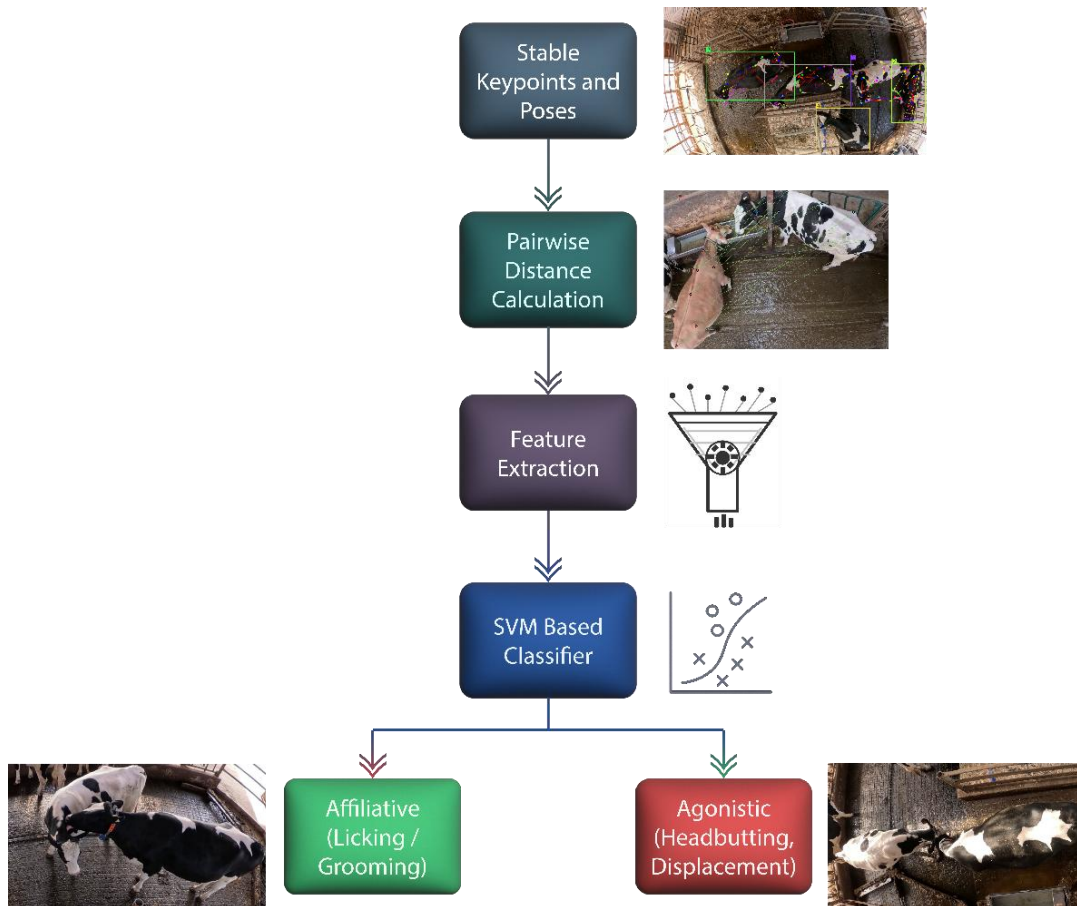 Stable
Keypoints and
Poses
Pairwise
Distance
Calculation
Feature
Extraction
SVM Based
Classifier
Affiliative
(Licking /
Grooming)
Agonistic
(Headbutting,
Displacement)